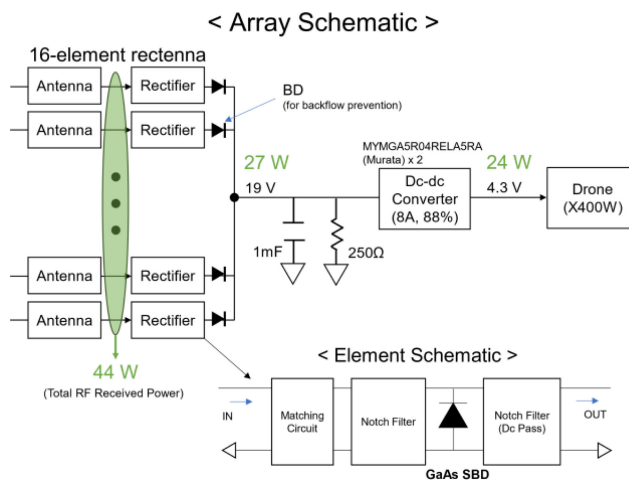 < Array Schematic >
16-element rectenna
Antenna
Rectifier
BD
(for backflow prevention)
Antenna
Rectifier
27 W
19 V
MYMGA5R04RELA5RA
(Murata) x 2
Dc-dc
Converter
(8A, 88%)
24 W
4.3 V
Drone
(X400W)
1mF
250Ω
Antenna
Rectifier
Antenna
Rectifier
44 W
(Total RF Received Power)
< Element Schematic >
IN
Matching
Circuit
Notch Filter
Notch Filter
(Dc Pass)
OUT
GaAs SBD